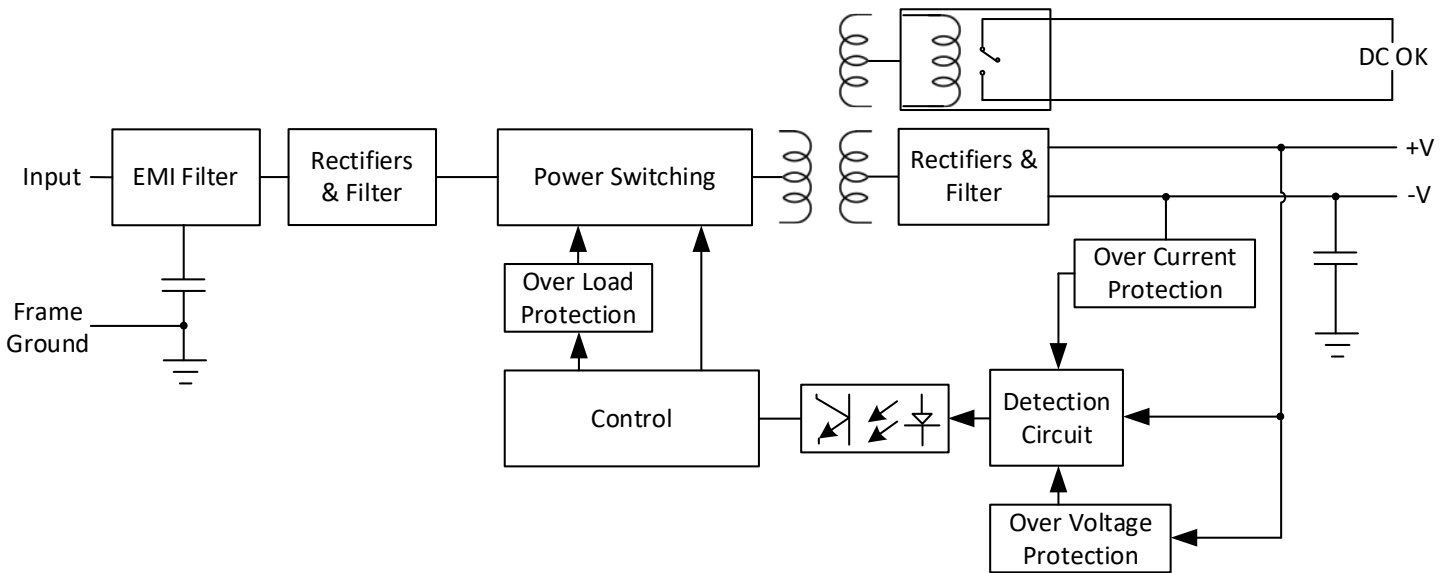 DC OK
Input
EMI Filter
Rectifiers
& Filter
Power Switching
Rectifiers &
Filter
+V
-V
Over Load
Protection
Over Current
Protection
Frame
Ground
Control
Detection
Circuit
Over Voltage
Protection